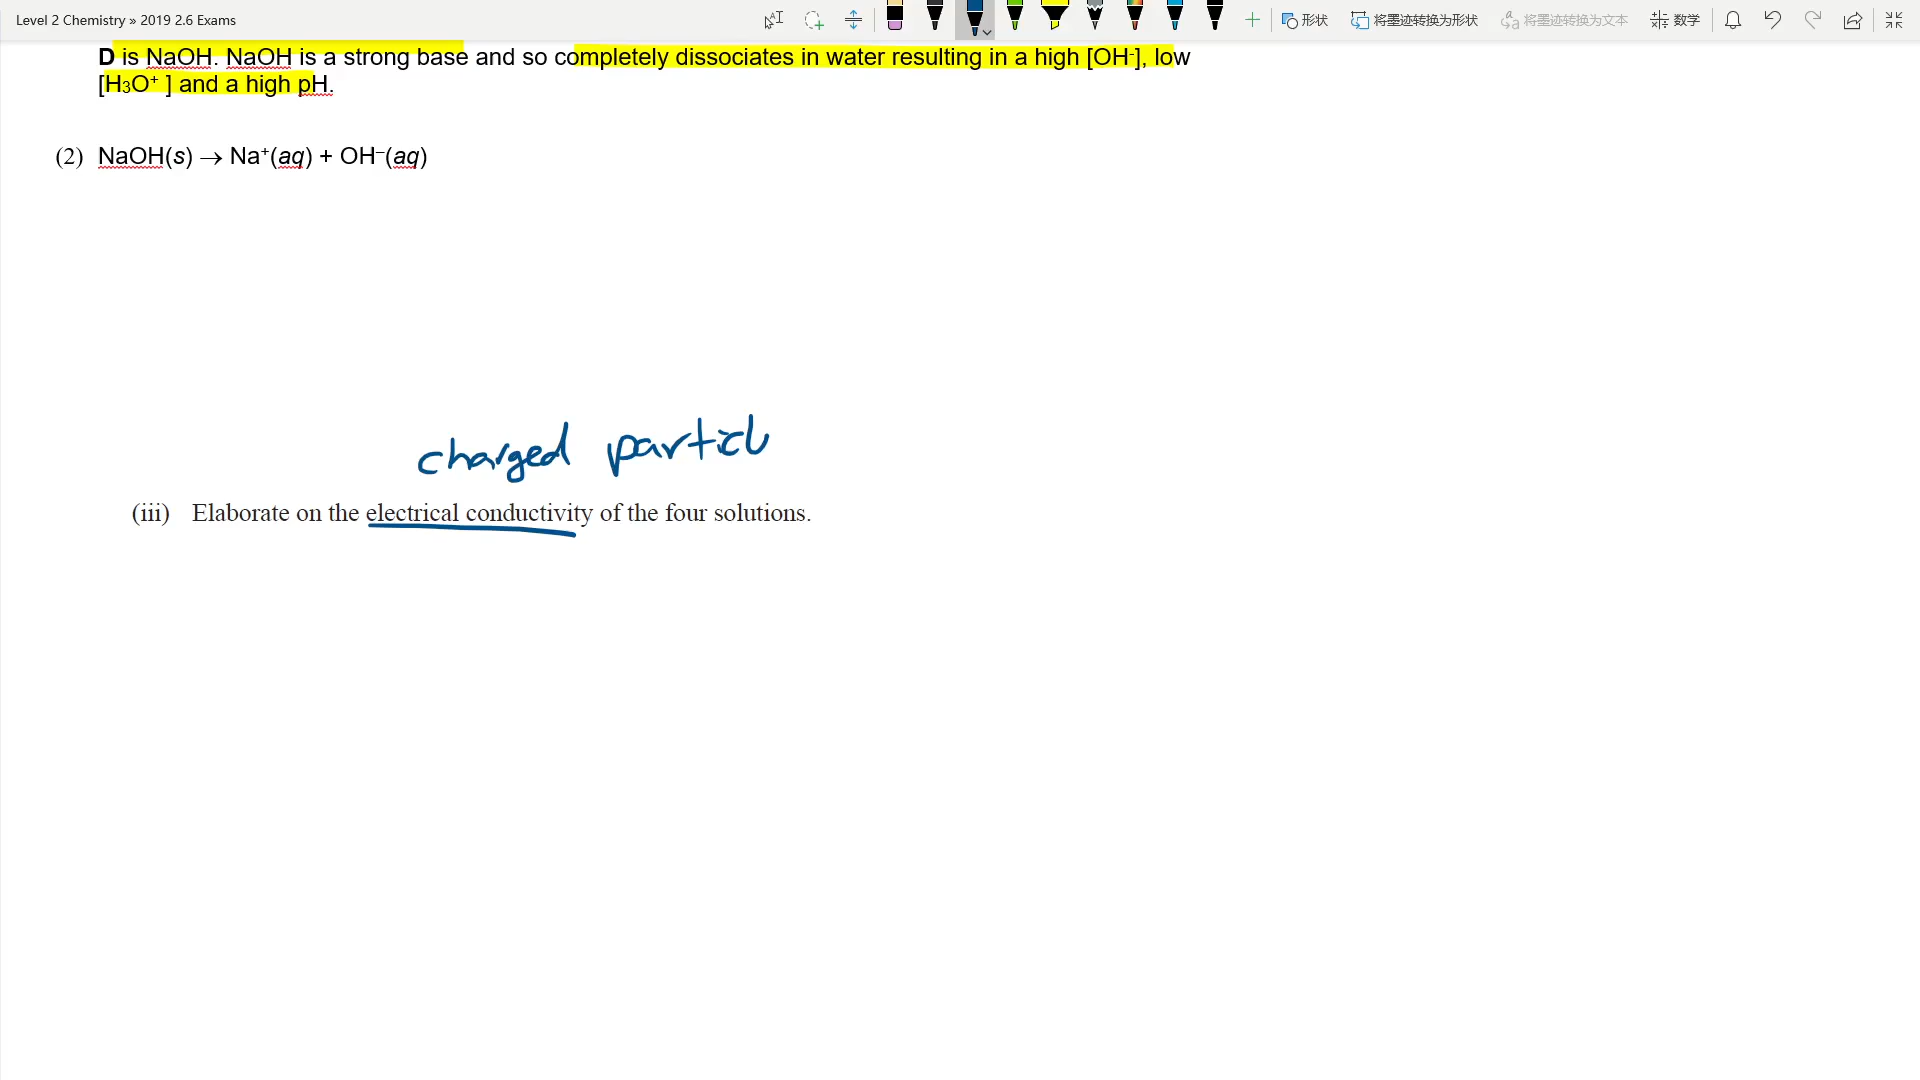 Level 2 Chemistry » 2019 2.6 Exams
形状
将墨迹转换为形状
将墨迹转换为文本
数学
D is NaOH. NaOH is a strong base and so completely dissociates in water resulting in a high [OH-], low
[H3O+ ] and a high pH.
(2) NaOH(s) → Na+(aq) + OH–(aq)
charged particl
(iii) Elaborate on the electrical conductivity of the four solutions.